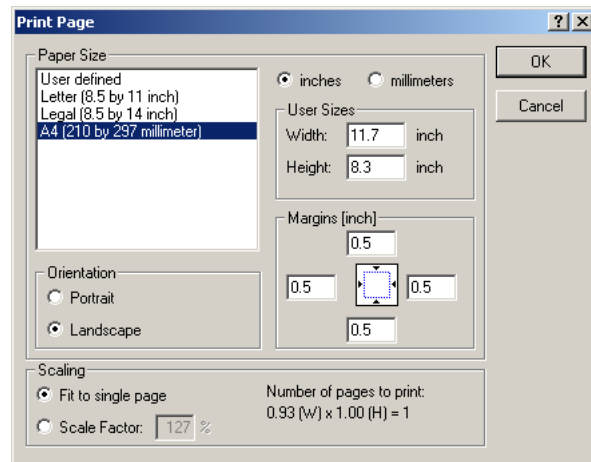 Print Page
Paper Size
User defined
Letter (8.5 by 11 inch)
Legal (8.5 by 14 inch)
A4 (210 by 297 millimeter)
inches millimeters
User Sizes
Width: 11.7 inch
Height: 8.3 inch
Margins [inch]
0.5
0.5 0.5
0.5
Orientation
Portrait
Landscape
Scaling
Fit to single page
Scale Factor: 127 %
Number of pages to print:
0.93 (W) x 1.00 (H) = 1
OK
Cancel